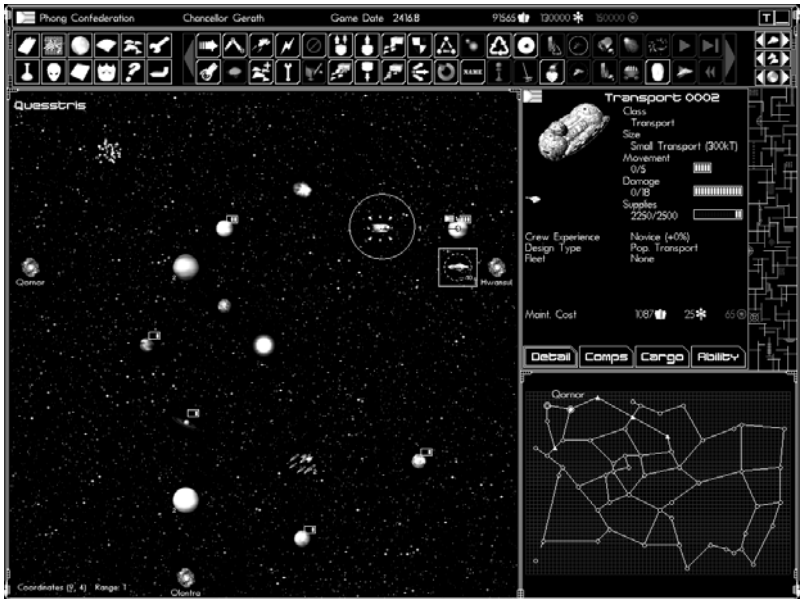 Phong Confederation Chancellor Gerath Game Date 2416.8 91565 130000 150000
T
NAME
Quesstris
Qornor
Hwansul
Olontra
Coordinates (9, 4) Range: 1
Transport 0002
Class
Transport
Size
Small Transport (300kT)
Movement
0/5
Damage
0/18
Supplies
2250/2500
Crew Experience Novice (+0%)
Design Type Pop. Transport
Fleet None
Maint. Cost 1087 25 65
Detail Comps Cargo Ability
Qornor